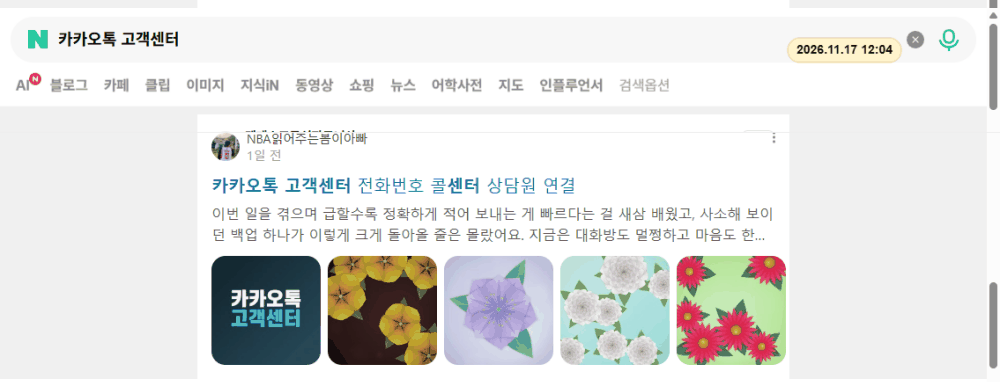 카카오톡 고객센터
2026.11.17 12:04
AI N 블로그 카페 클립 이미지 지식iN 동영상 쇼핑 뉴스 어학사전 지도 인플루언서 검색옵션
NBA읽어주는봄이아빠
1일 전
카카오톡 고객센터 전화번호 콜센터 상담원 연결
이번 일을 겪으며 급할수록 정확하게 적어 보내는 게 빠르다는 걸 새삼 배웠고, 사소해 보이
던 백업 하나가 이렇게 크게 돌아올 줄은 몰랐어요. 지금은 대화방도 멀쩡하고 마음도 한...
카카오톡
고객센터